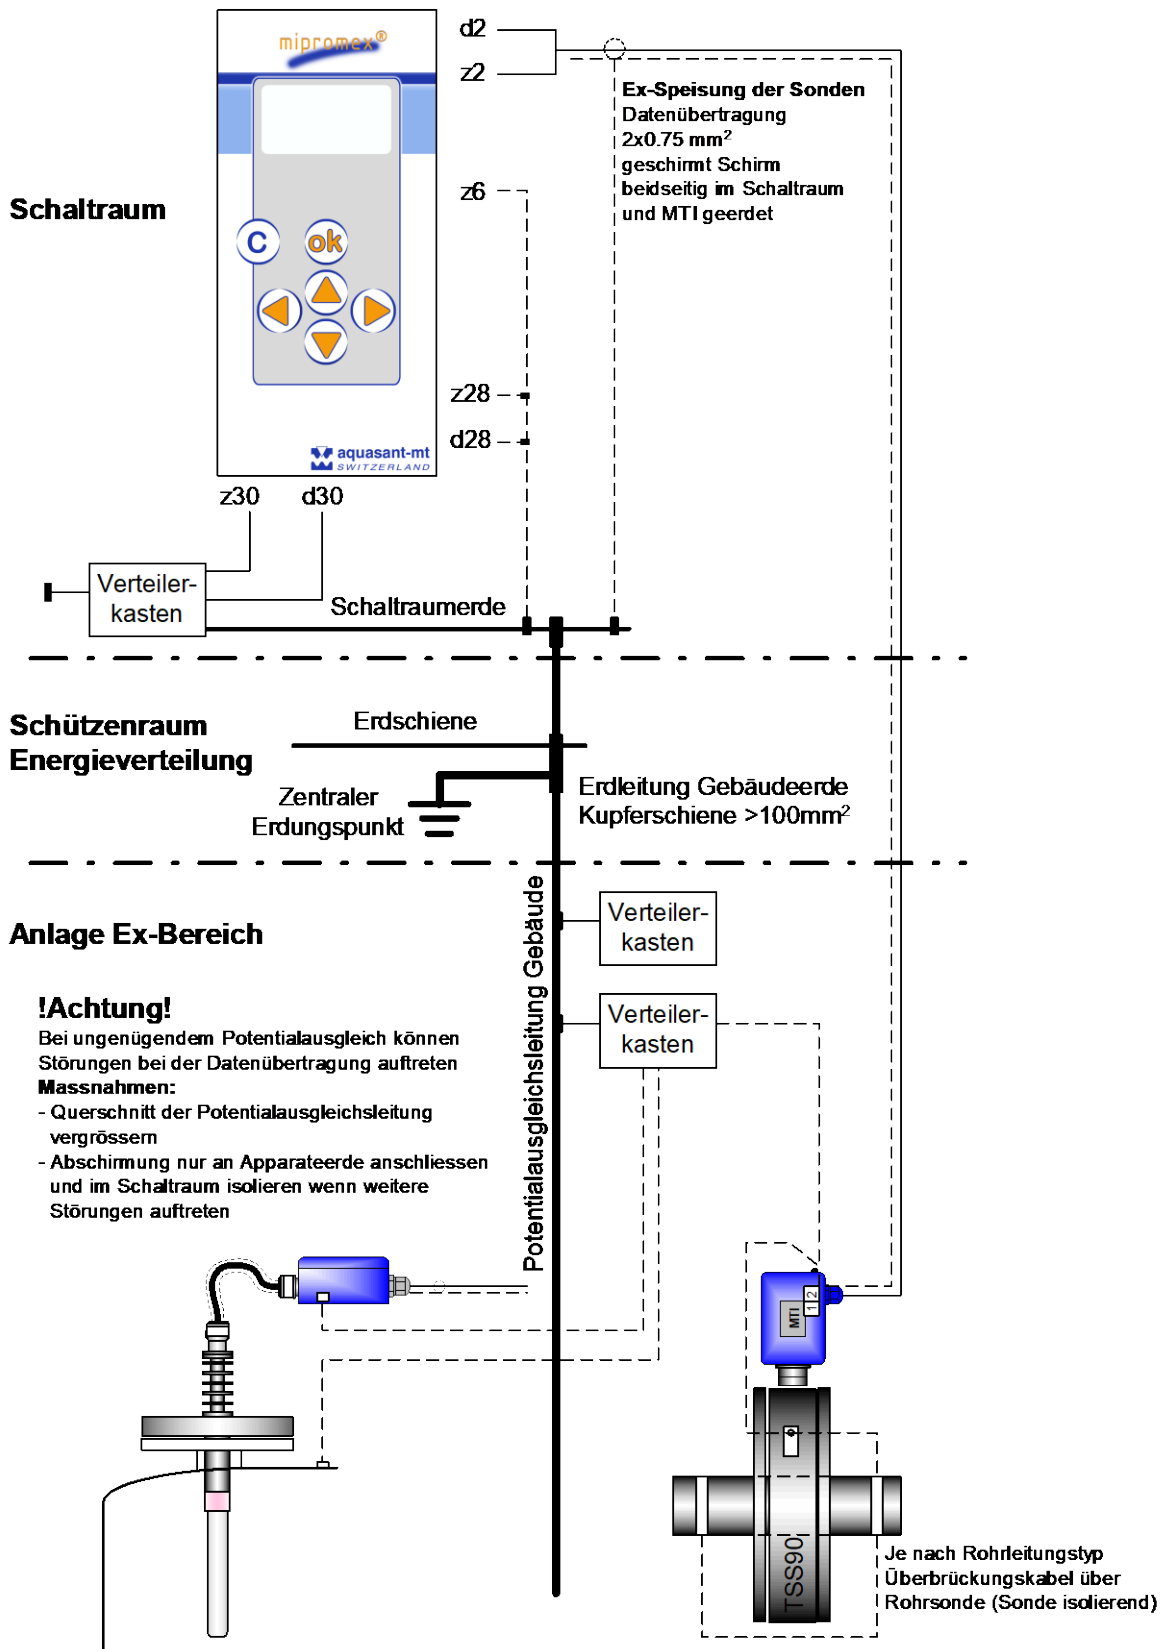 mipromex®
C
ok
aquasant-mt
SWITZERLAND
d2
z2
z6
z28
d28
z30
d30
Ex-Speisung der Sonden
Datenübertragung
2x0.75 mm²
geschirmt Schirm
beidseitig im Schaltraum
und MTI geerdet
Schaltraum
Verteiler-
kasten
Schaltraumerde
Schützenraum
Energieverteilung
Erdschiene
Zentraler
Erdungspunkt
Erdleitung Gebäudeerde
Kupferschiene >100mm²
Anlage Ex-Bereich
Potentialausgleichsleitung Gebäude
Verteiler-
kasten
Verteiler-
kasten
!Achtung!
Bei ungenügendem Potentialausgleich können
Störungen bei der Datenübertragung auftreten
Massnahmen:
- Querschnitt der Potentialausgleichsleitung
vergrössern
- Abschirmung nur an Apparateerde anschliessen
und im Schaltraum isolieren wenn weitere
Störungen auftreten
MTI
1 2
TSS90
Je nach Rohrleitungstyp
Überbrückungskabel über
Rohrsonde (Sonde isolierend)